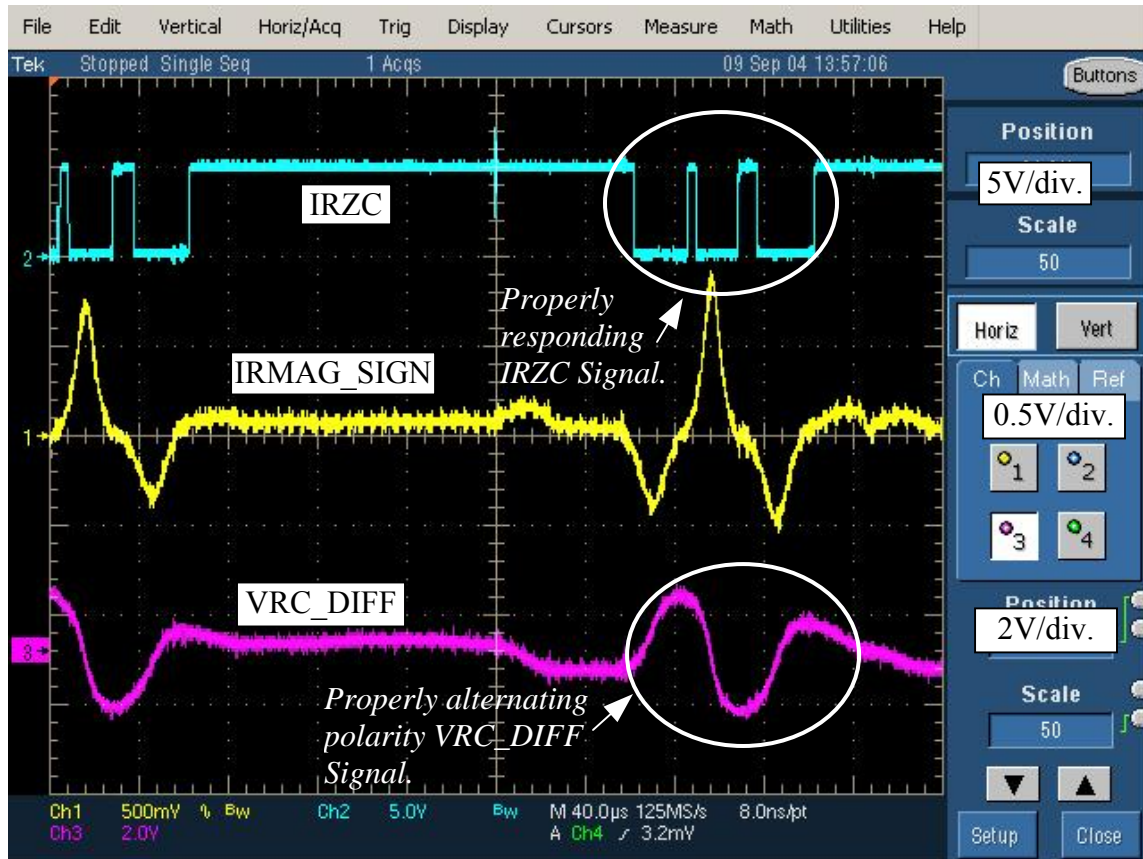 File Edit Vertical Horiz/Acq Trig Display Cursors Measure Math Utilities Help
Tek Stopped Single Seq 1 Acqs 09 Sep 04 13:57:06
Buttons
Position
5V/div.
Scale
50
Horiz Vert
Ch Math Ref
0.5V/div.
1 2
3 4
Position
2V/div.
Scale
50
Setup Close
2
IRZC
Properly
responding
IRZC Signal.
1
IRMAG_SIGN
3
VRC_DIFF
Properly alternating
polarity VRC_DIFF
Signal.
Ch1 500mV Bw Ch2 5.0V Bw M 40.0µs 125MS/s 8.0ns/pt
Ch3 2.0V A Ch4 3.2mV